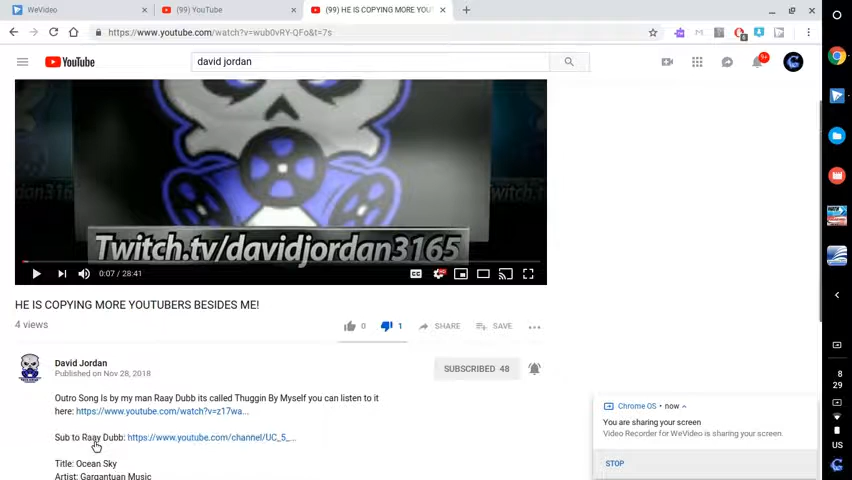 WeVideo
(99) YouTube
(99) HE IS COPYING MORE YOU
https://www.youtube.com/watch?v=wub0vRY-QFo&t=7s
YouTube
david jordan
9+
Twitch.tv/davidjordan3165
0:07 / 28:41
HE IS COPYING MORE YOUTUBERS BESIDES ME!
4 views
0
1
SHARE
SAVE
David Jordan
Published on Nov 28, 2018
SUBSCRIBED 48
Outro Song Is by my man Raay Dubb its called Thuggin By Myself you can listen to it
here: https://www.youtube.com/watch?v=z17wa...
Sub to Raay Dubb: https://www.youtube.com/channel/UC_5_...
Title: Ocean Sky
Artist: Gargantuan Music
Chrome OS • now
You are sharing your screen
Video Recorder for WeVideo is sharing your screen.
STOP
8
29
US